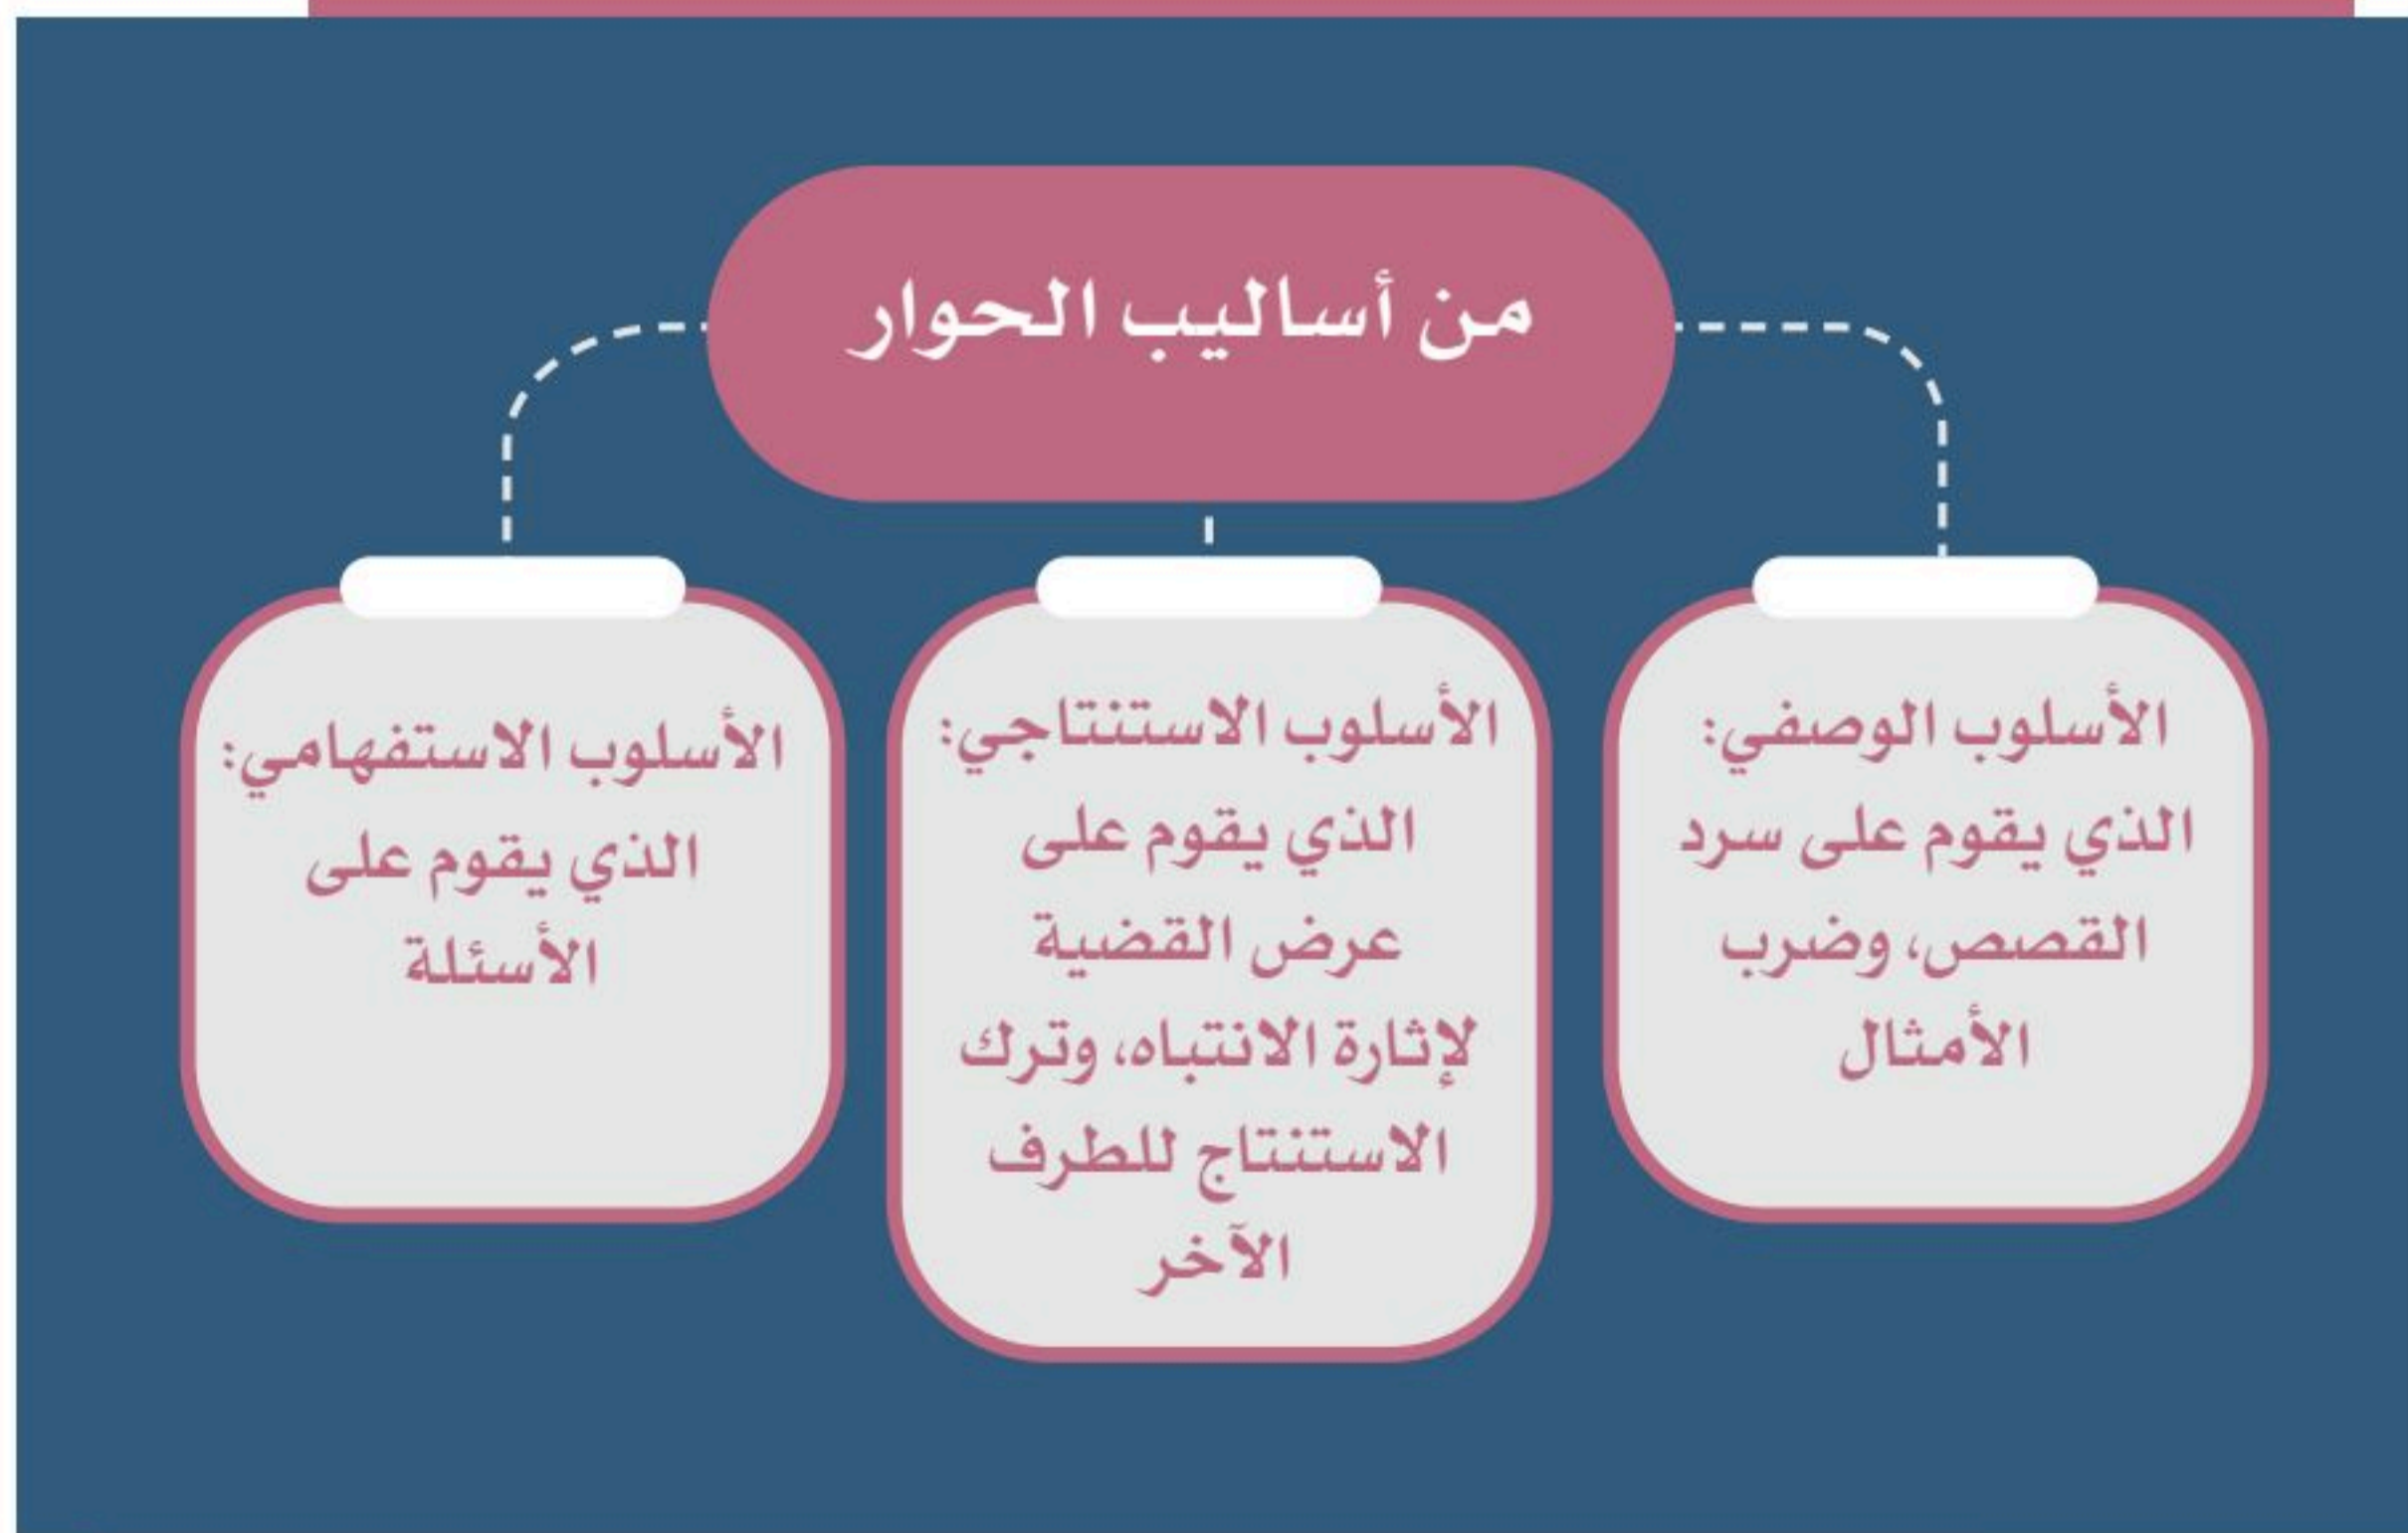 من أساليب الحوار
الأسلوب الوصفي:
الذي يقوم على سرد
القصص، وضرب
الأمثال
الأسلوب الاستنتاجي:
الذي يقوم على
عرض القضية
لإثارة الانتباه، وترك
الاستنتاج للطرف
الآخر
الأسلوب الاستفهامي:
الذي يقوم على
الأسئلة